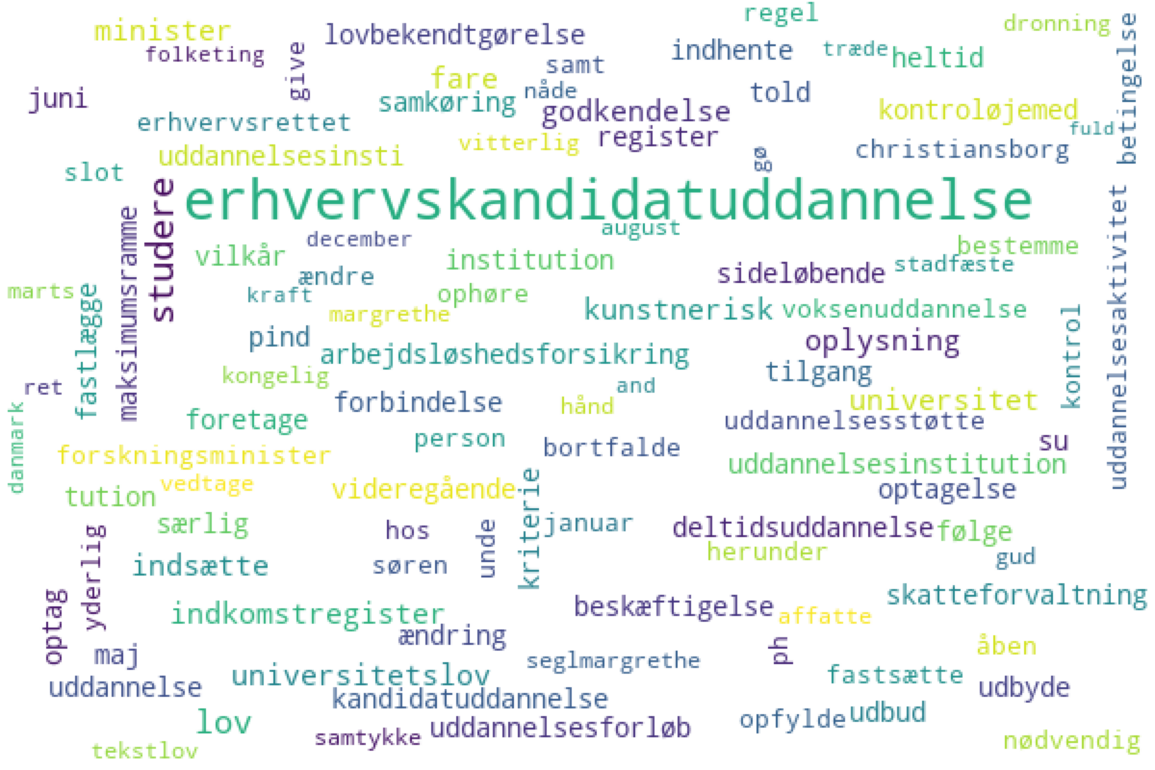 minister
regel
dronning
folketing
give
lovbekendtgørelse
indhente
træde
heltid
betingelse
juni
fare
samt
nåde
told
samkøring
godkendelse
kontroløjemed
erhvervsrettet
vitterlig
register
fuld
uddannelsesinsti
gø
christiansborg
slot
studere
erhvervskandidatuddannelse
maksimumsramme
december
august
uddannelsesaktivitet
vilkår
institution
bestemme
ændre
sideløbende
stadfæste
marts
fastlægge
kraft
ophøre
kunstnerisk
voksenuddannelse
margrethe
kontrol
pind
oplysning
arbejdsløshedsforsikring
kongelig
tilgang
ret
and
danmark
forbindelse
hånd
universitet
foretage
uddannelsesstøtte
person
bortfalde
su
forskningsminister
uddannelsesinstitution
vedtage
videregående
optagelse
tution
kriterie
særlig
hos
unde
januar
deltidsuddannelse
følge
yderlig
herunder
gud
indsætte
søren
optag
indkomstregister
beskæftigelse
affatte
skatteforvaltning
ændring
ph
åben
maj
seglmargrethe
universitetslov
fastsætte
uddannelse
udbyde
kandidatuddannelse
lov
uddannelsesforløb
opfylde
udbud
samtykke
nødvendig
tekstlov